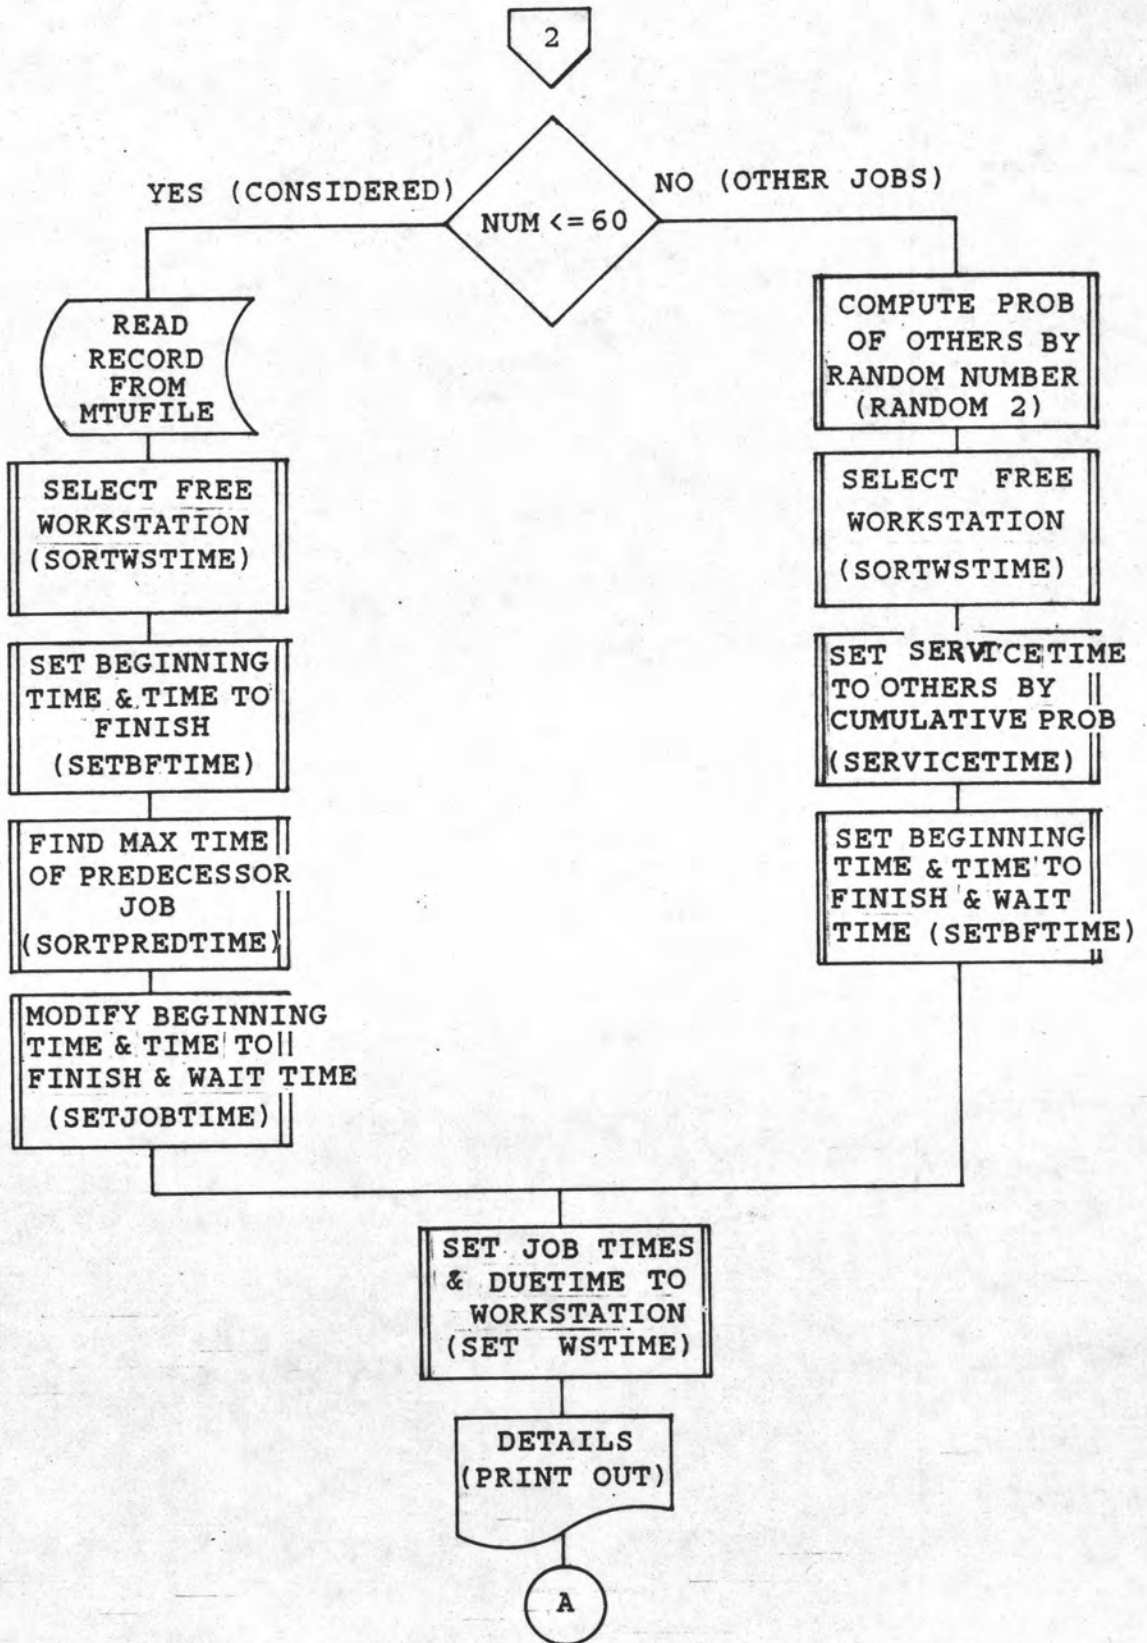 2
NUM <= 60
YES (CONSIDERED)
READ
RECORD
FROM
MTUFILE
SELECT FREE
WORKSTATION
(SORTWSTIME)
SET BEGINNING
TIME & TIME TO
FINISH
(SETBFTIME)
FIND MAX TIME
OF PREDECESSOR
JOB
(SORTPREDTIME)
MODIFY BEGINNING
TIME & TIME TO
FINISH & WAIT TIME
(SETJOBTIME)
NO (OTHER JOBS)
COMPUTE PROB
OF OTHERS BY
RANDOM NUMBER
(RANDOM 2)
SELECT FREE
WORKSTATION
(SORTWSTIME)
SET SERVICETIME
TO OTHERS BY
CUMULATIVE PROB
(SERVICETIME)
SET BEGINNING
TIME & TIME TO
FINISH & WAIT
TIME (SETBFTIME)
SET JOB TIMES
& DUETIME TO
WORKSTATION
(SET WSTIME)
DETAILS
(PRINT OUT)
A